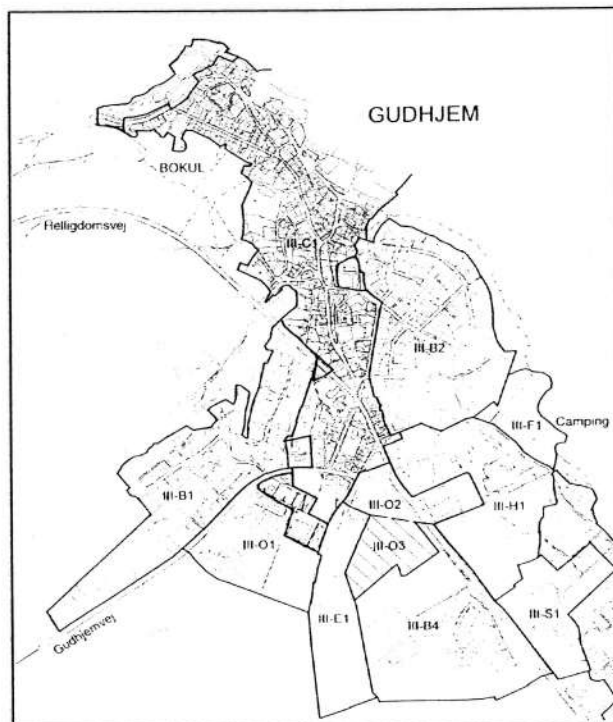 GUDHJEM
BOKUL
Helligdomsvej
III-C1
III-B2
III-F1
Camping
III-B1
III-O2
III-H1
III-O1
III-O3
III-E1
III-B4
III-S1
Gudhjemvej